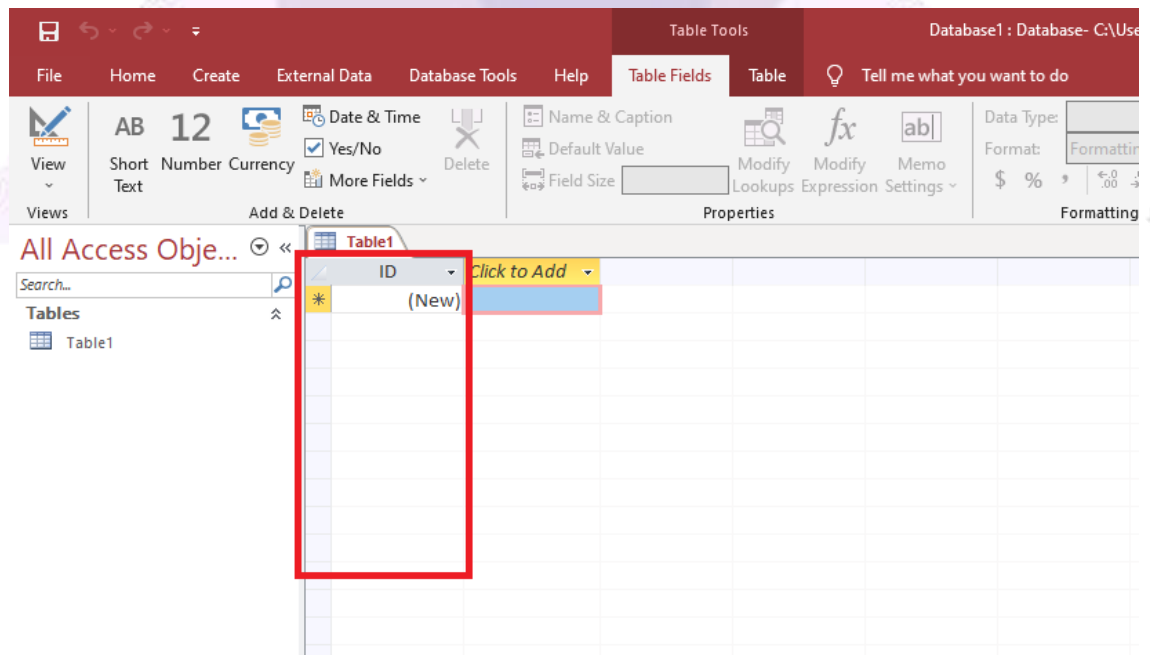 Table Tools
Database1 : Database- C:\Use
File Home Create External Data Database Tools Help Table Fields Table Tell me what you want to do
View
AB
Short Text
12
Number
Currency
Date & Time
Yes/No
More Fields
Delete
Name & Caption
Default Value
Field Size
Modify Lookups
fx
Modify Expression
ab|
Memo Settings
Data Type:
Format: Formattin
$ % , .00
Views
Add & Delete
Properties
Formatting
All Access Obje...
Search...
Tables
Table1
Table1
ID Click to Add
(New)